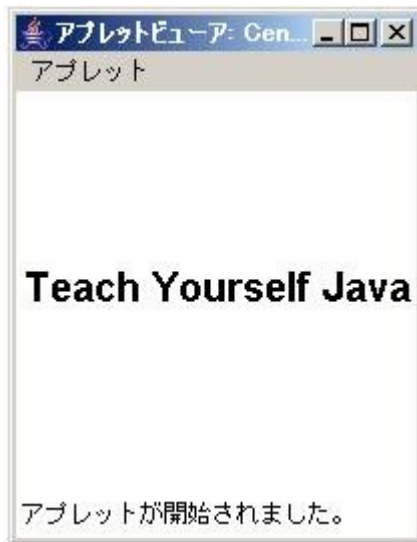 アプレットビューア: Cen...
アプレット
Teach Yourself Java
アプレットが開始されました。